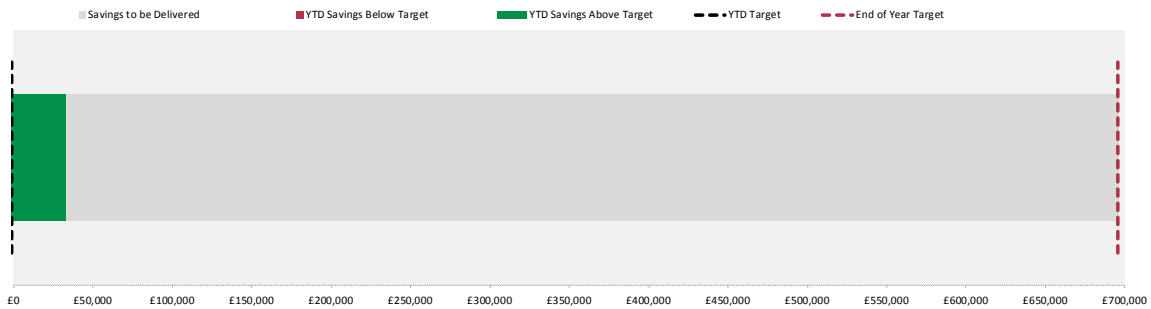 Savings to be Delivered YTD Savings Below Target YTD Savings Above Target YTD Target End of Year Target
£0 £50,000 £100,000 £150,000 £200,000 £250,000 £300,000 £350,000 £400,000 £450,000 £500,000 £550,000 £600,000 £650,000 £700,000